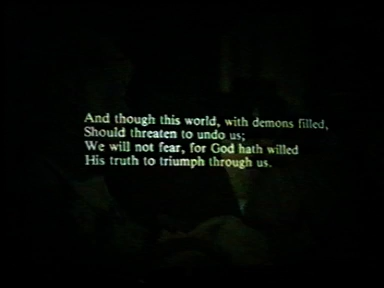 And though this world, with demons filled,
Should threaten to undo us;
We will not fear, for God hath willed
His truth to triumph through us.